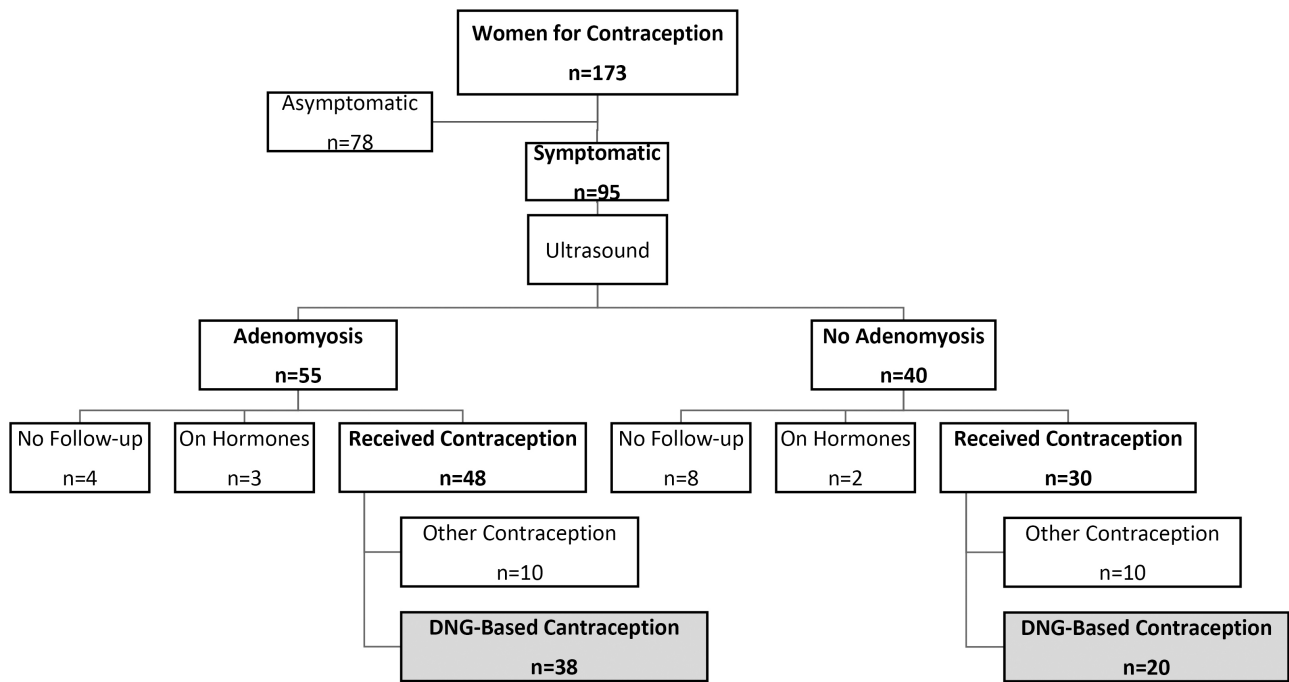 Women for Contraception
n=173
Asymptomatic
n=78
Symptomatic
n=95
Ultrasound
Adenomyosis
n=55
No Adenomyosis
n=40
No Follow-up
n=4
On Hormones
n=3
Received Contraception
n=48
No Follow-up
n=8
On Hormones
n=2
Received Contraception
n=30
Other Contraception
n=10
Other Contraception
n=10
DNG-Based Cantraception
n=38
DNG-Based Contraception
n=20